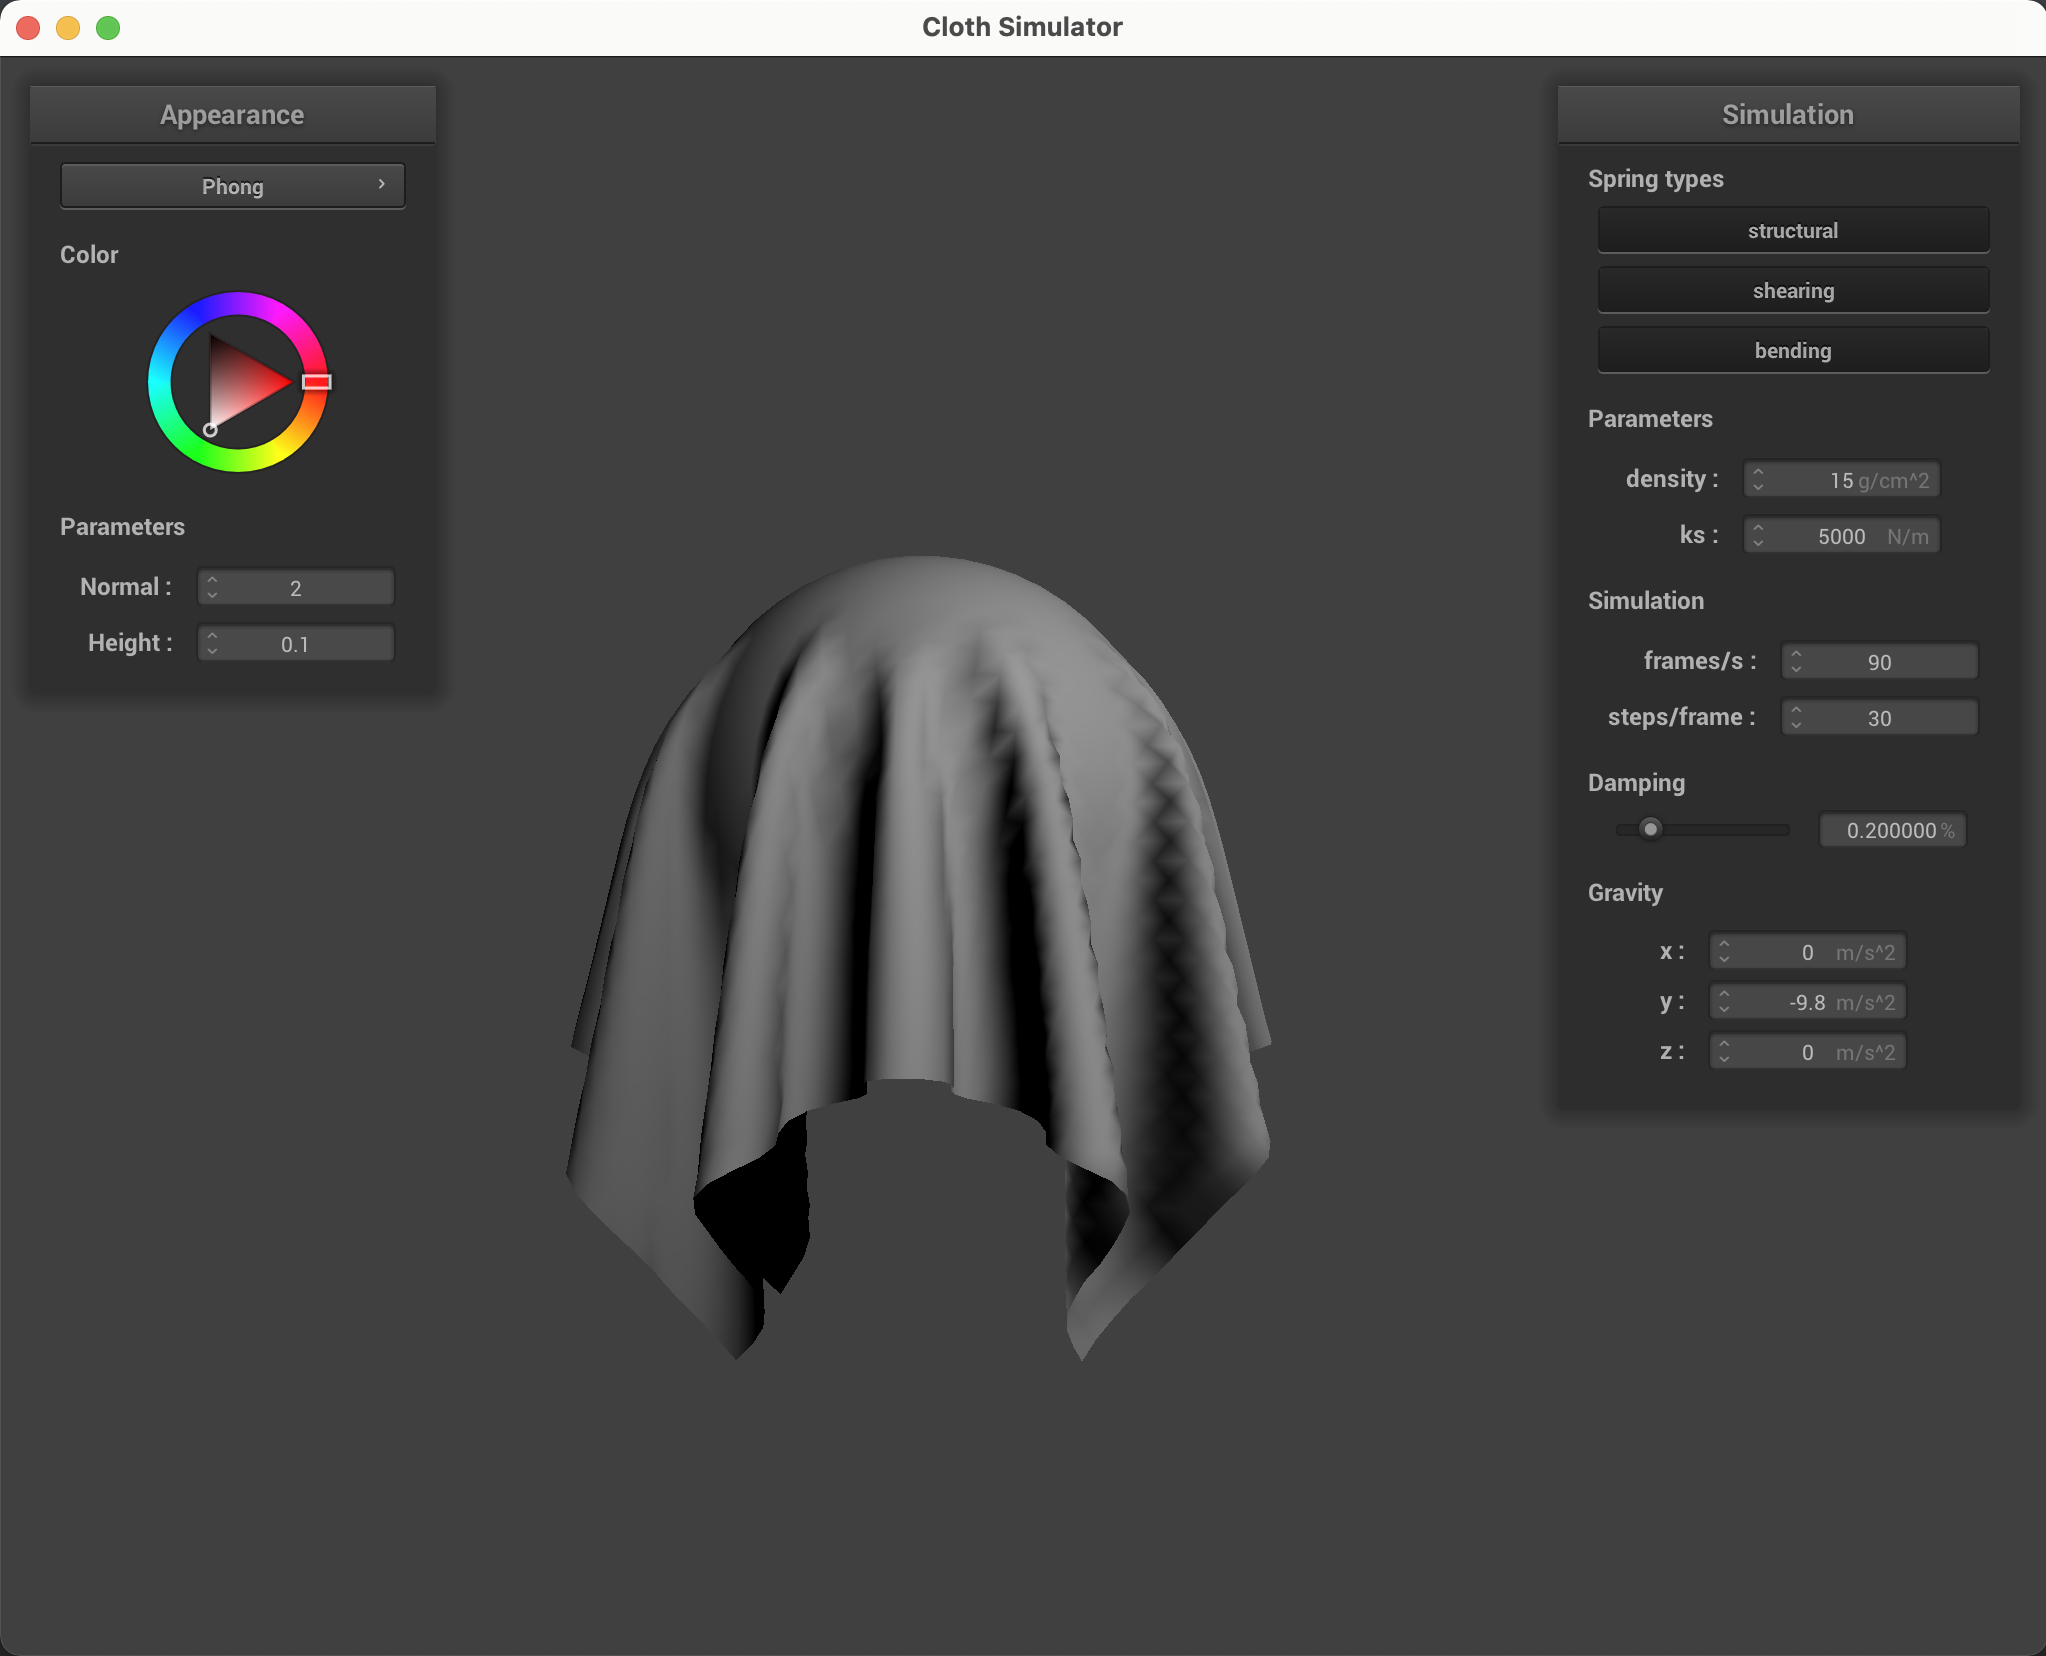 Cloth Simulator
Appearance
Phong
Color
Parameters
Normal : 2
Height : 0.1
Simulation
Spring types
structural
shearing
bending
Parameters
density : 15 g/cm^2
ks : 5000 N/m
Simulation
frames/s : 90
steps/frame : 30
Damping
0.200000 %
Gravity
x : 0 m/s^2
y : -9.8 m/s^2
z : 0 m/s^2